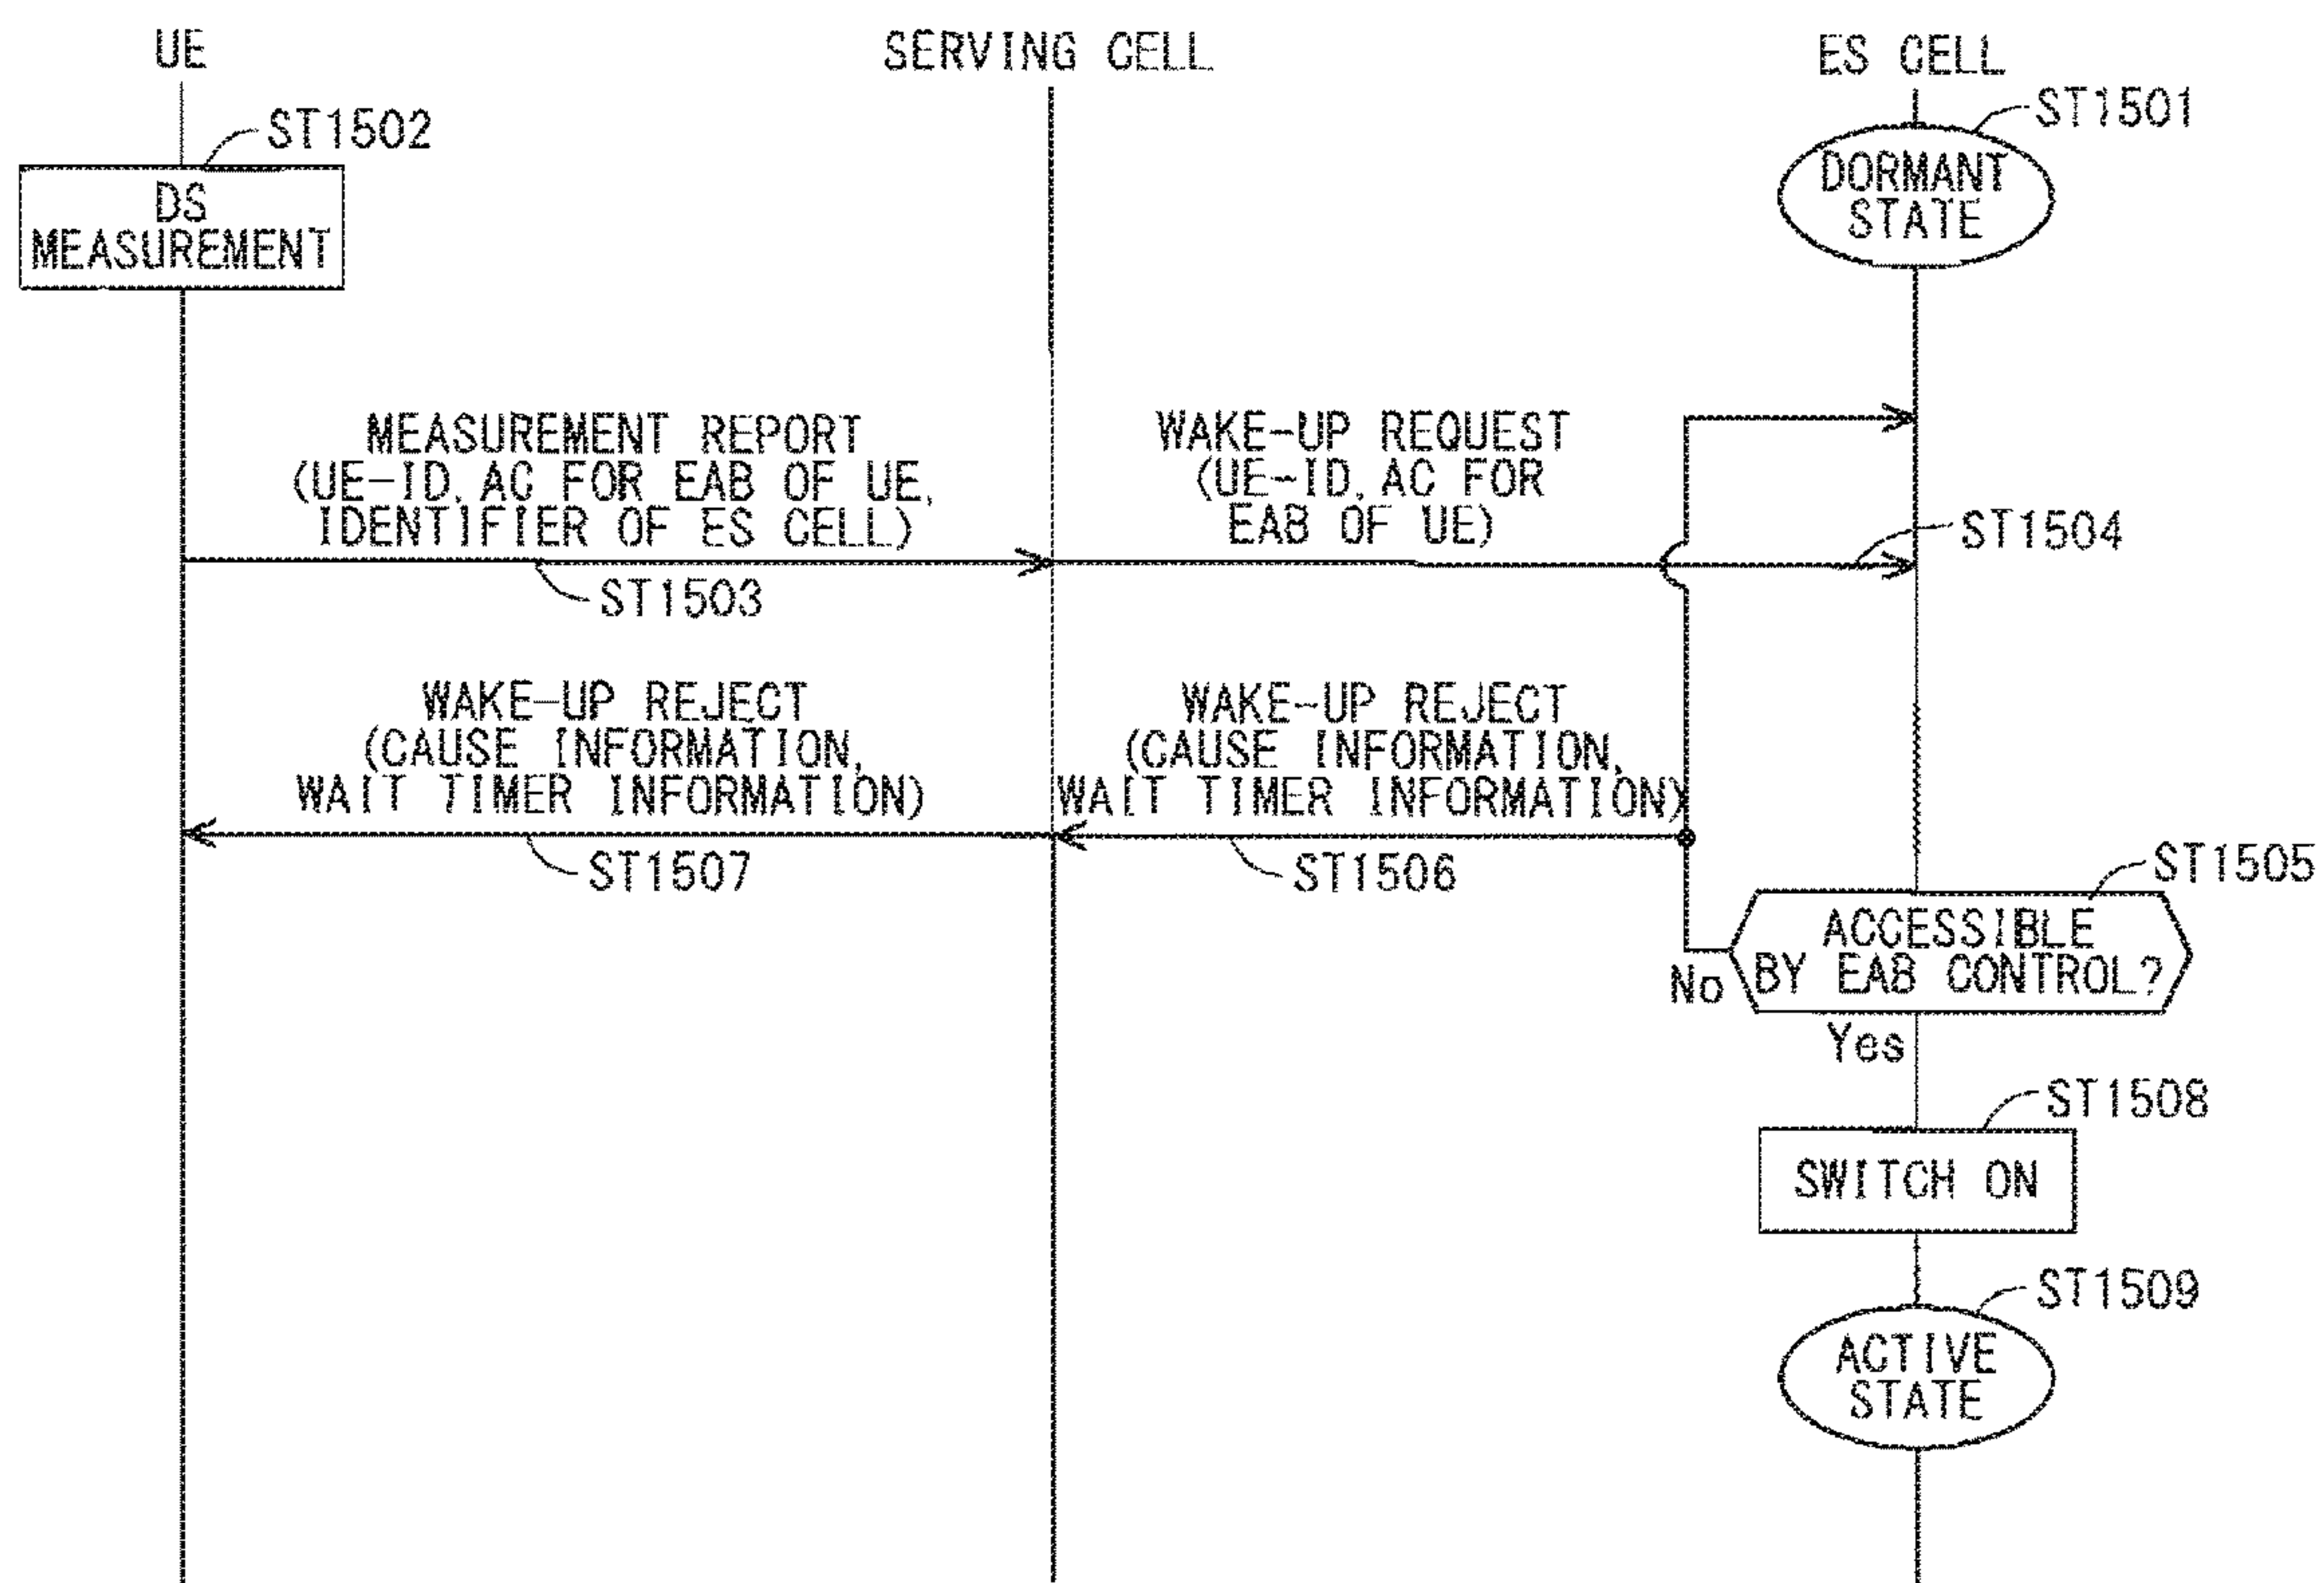 UE
SERVING CELL
ES CELL
ST1501
ST1502
DORMANT
STATE
DS
MEASUREMENT
MEASUREMENT REPORT
(UE-ID, AC FOR EAB OF UE,
IDENTIFIER OF ES CELL)
WAKE-UP REQUEST
(UE-ID, AC FOR
EAB OF UE)
ST1503
ST1504
WAKE-UP REJECT
(CAUSE INFORMATION,
WAIT TIMER INFORMATION)
WAKE-UP REJECT
(CAUSE INFORMATION,
WAIT TIMER INFORMATION)
ST1507
ST1506
ST1505
ACCESSIBLE
BY EAB CONTROL?
No
Yes
ST1508
SWITCH ON
ST1509
ACTIVE
STATE